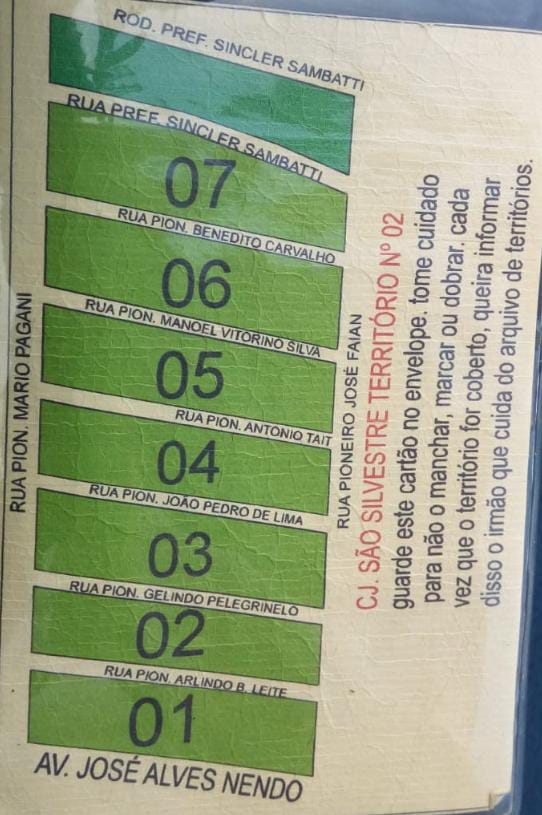 ROD. PREF. SINCLER SAMBATTI
RUA PREF. SINCLER SAMBATTI
07
RUA PION. BENEDITO CARVALHO
06
RUA PION. MANOEL VITORINO SILVA
05
RUA PION. ANTONIO TAIT
04
RUA PION. JOÃO PEDRO DE LIMA
03
RUA PION. GELINDO PELEGRINELO
02
RUA PION. ARLINDO B. LEITE
01
AV. JOSÉ ALVES NENDO
RUA PION. MARIO PAGANI
RUA PIONEIRO JOSÉ FAIAN
CJ. SÃO SILVESTRE TERRITÓRIO Nº 02
guarde este cartão no envelope. tome cuidado
para não o manchar, marcar ou dobrar. cada
vez que o território for coberto, queira informar
disso o irmão que cuida do arquivo de territórios.